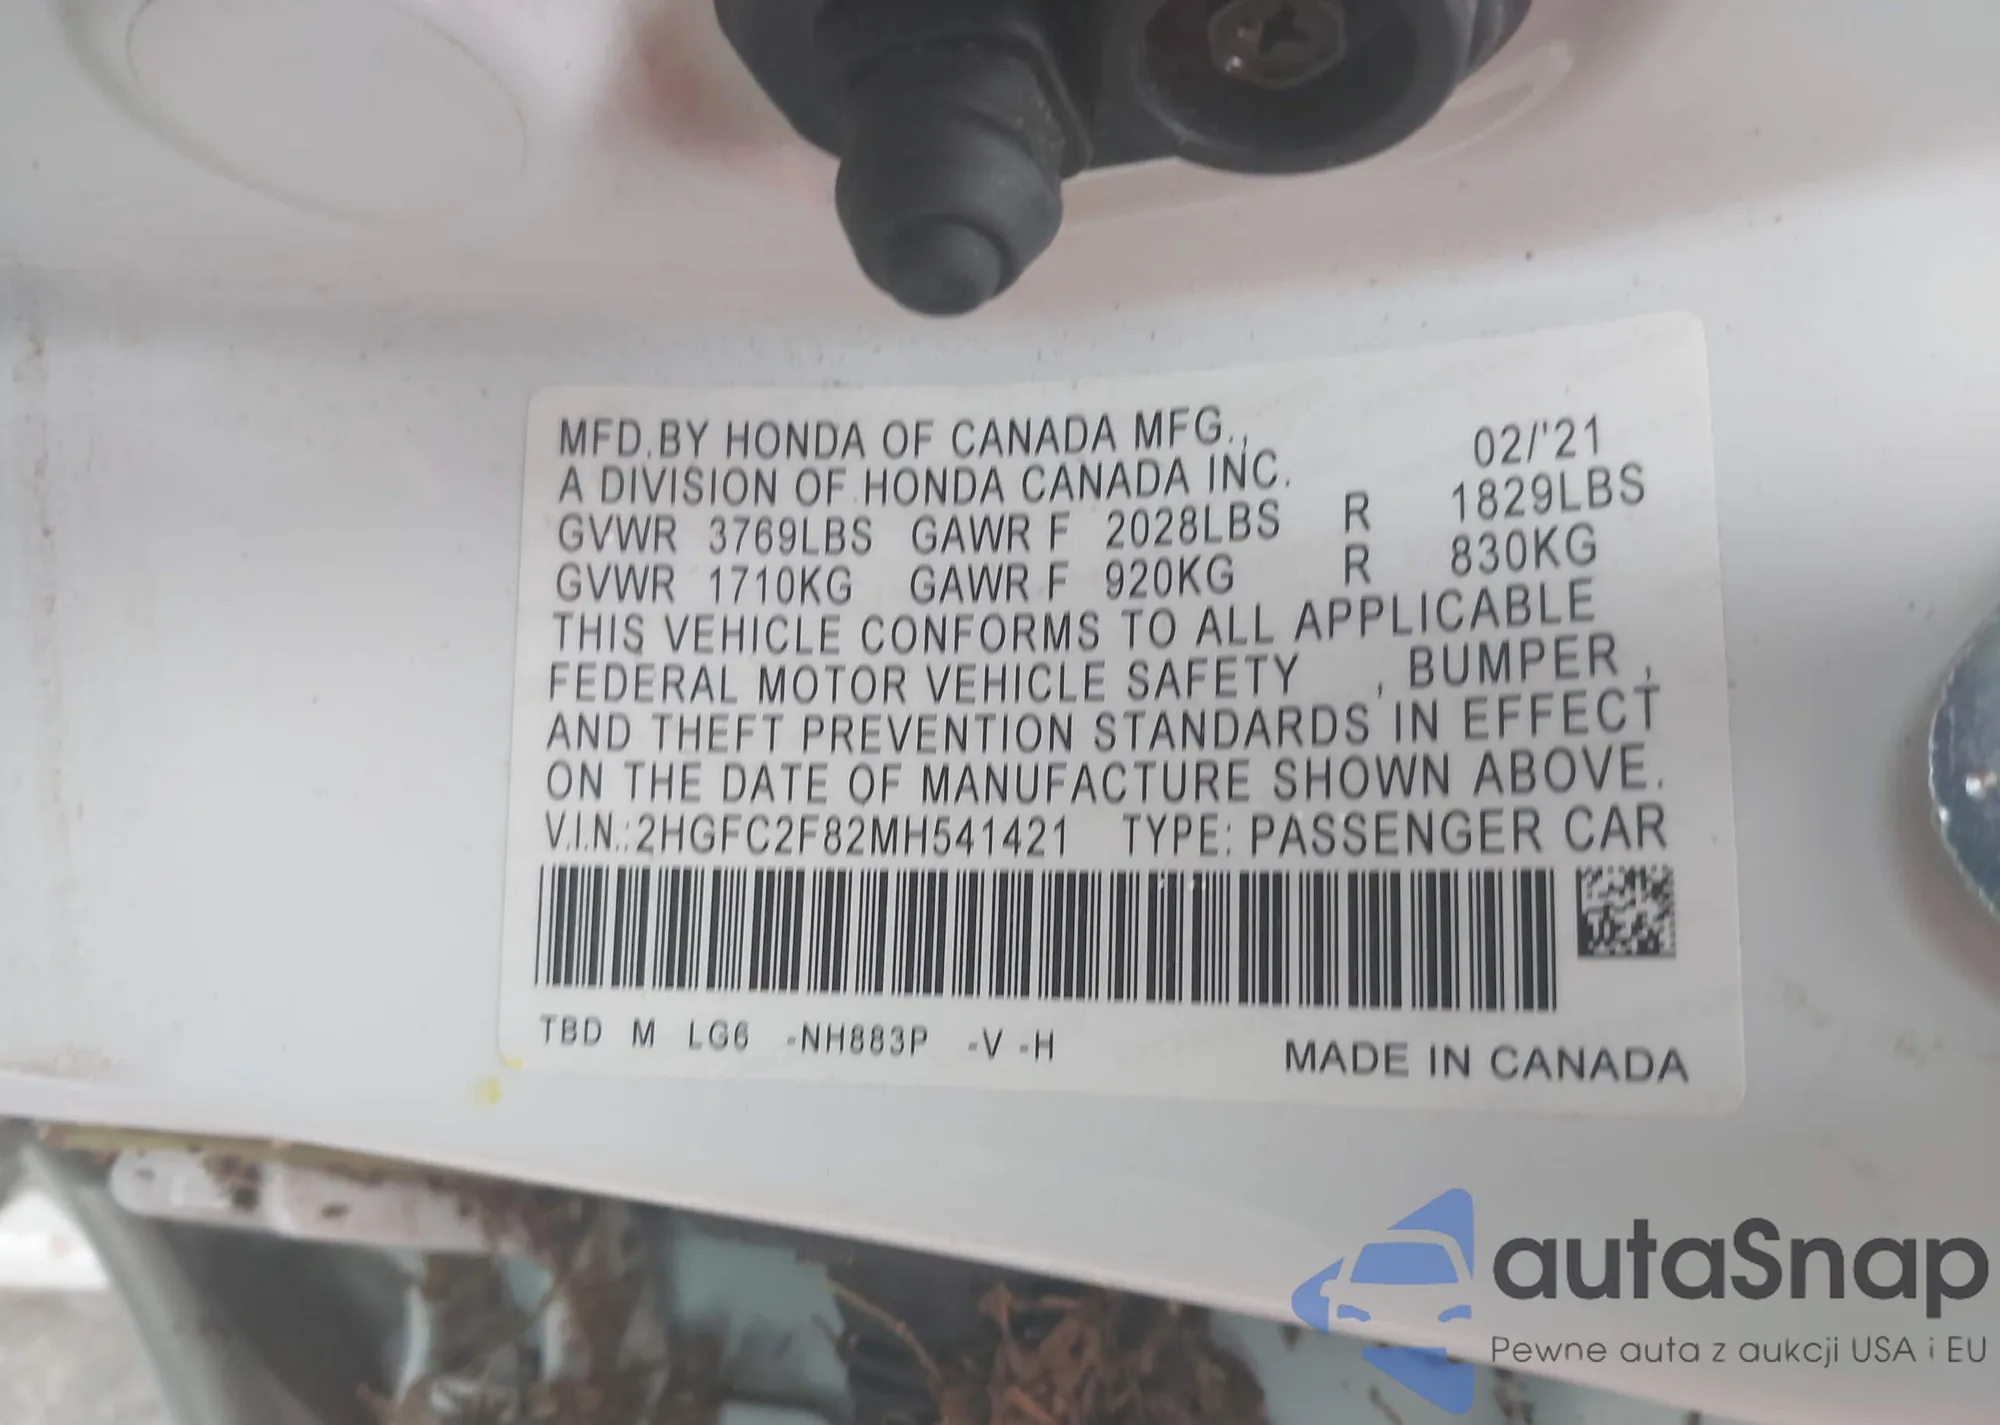 MFD.BY HONDA OF CANADA MFG., 02/'21
A DIVISION OF HONDA CANADA INC.
GVWR 3769LBS GAWR F 2028LBS R 1829LBS
GVWR 1710KG GAWR F 920KG R 830KG
THIS VEHICLE CONFORMS TO ALL APPLICABLE
FEDERAL MOTOR VEHICLE SAFETY , BUMPER ,
AND THEFT PREVENTION STANDARDS IN EFFECT
ON THE DATE OF MANUFACTURE SHOWN ABOVE.
V.I.N.:2HGFC2F82MH541421 TYPE: PASSENGER CAR
TBD M LG6 -NH883P -V -H
MADE IN CANADA
autaSnap
Pewne auta z aukcji USA i EU